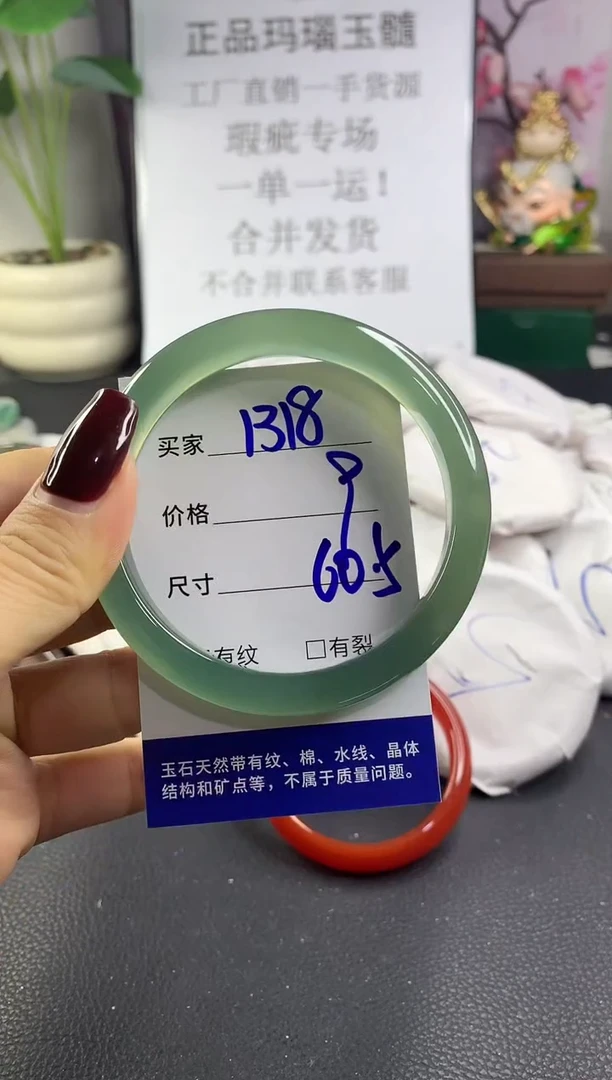 正品玛瑙玉髓
工厂直销一手货源
瑕疵专场
一单一运!
合并发货
不合并联系客服
买家 1318
价格
尺寸 60.5
有纹 □有裂
玉石天然带有纹、棉、水线、晶体
结构和矿点等，不属于质量问题。